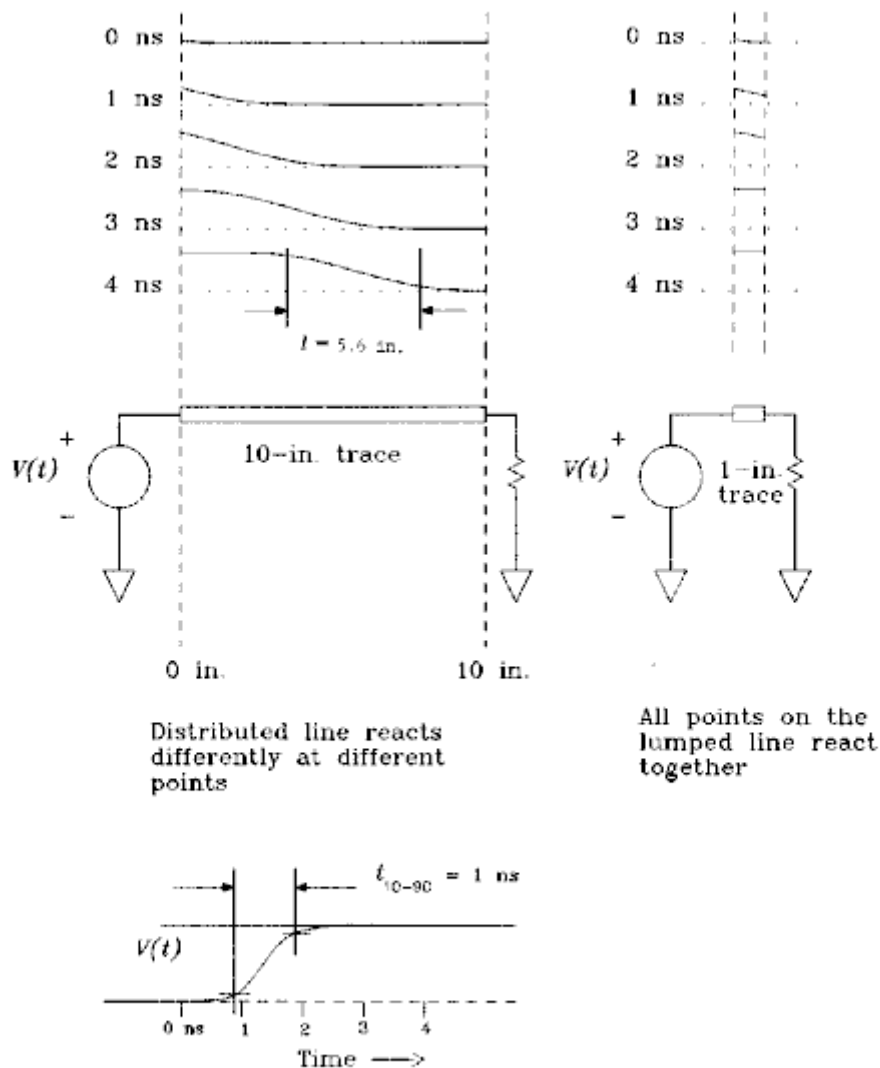 0 ns
1 ns
2 ns
3 ns
4 ns
l = 5.6 in.
+
V(t)
−
10-in. trace
0 in.
10 in.
Distributed line reacts
differently at different
points
0 ns
1 ns
2 ns
3 ns
4 ns
+
V(t)
−
1-in.
trace
All points on the
lumped line react
together
t10-90 = 1 ns
V(t)
0 ns 1 2 3 4
Time